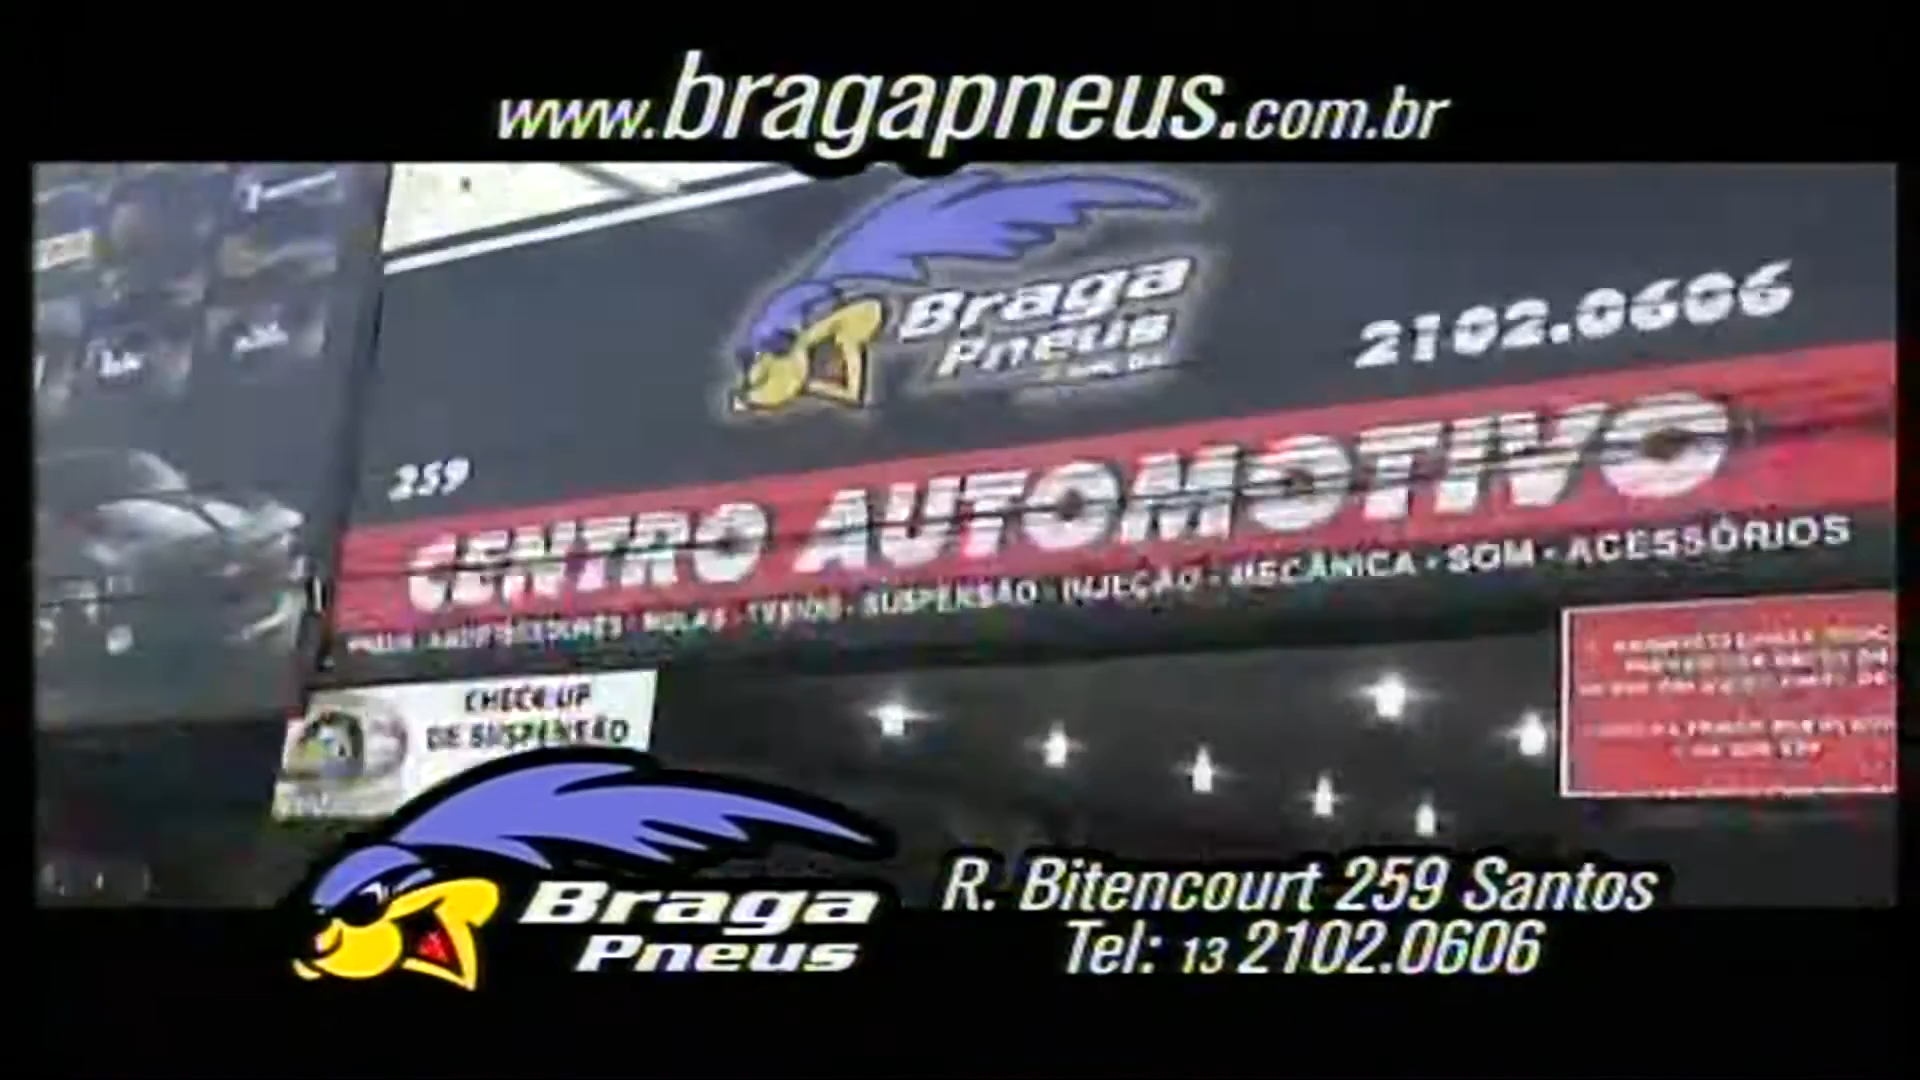 www.bragapneus.com.br
Braga
Pneus
2102.0606
259
CENTRO AUTOMOTIVO
SUSPENSÃO - INJEÇÃO - MECÂNICA - SOM - ACESSÓRIOS
CHECK UP
DE SUSPENSÃO
Braga
Pneus
R. Bitencourt 259 Santos
Tel: 13 2102.0606